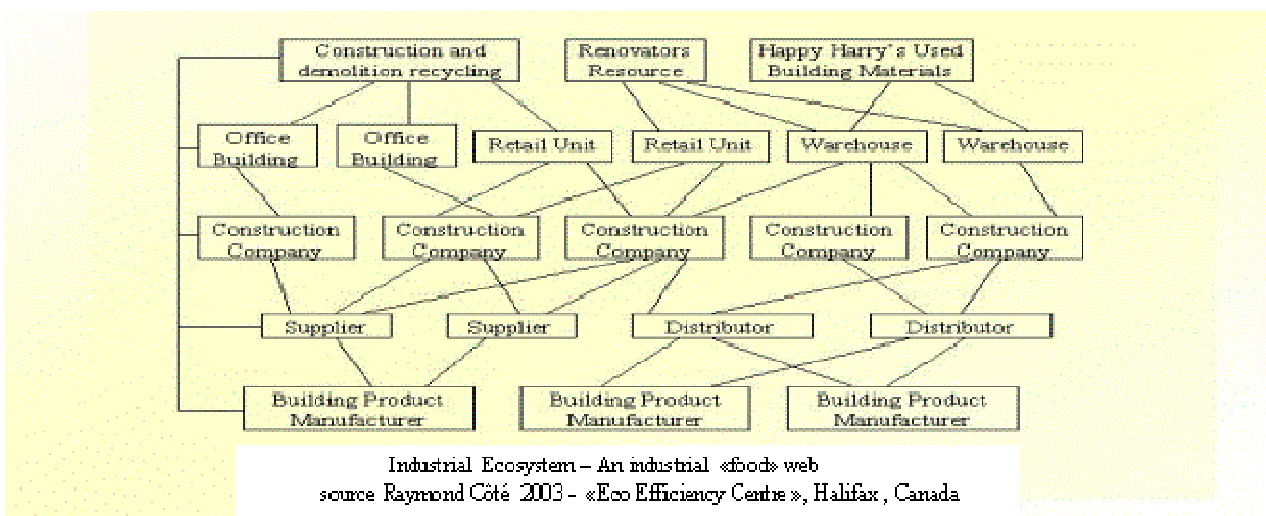 Construction and
demolition recycling
Renovators
Resource
Happy Harry's Used
Building Materials
Office
Building
Office
Building
Retail Unit
Retail Unit
Warehouse
Warehouse
Construction
Company
Construction
Company
Construction
Company
Construction
Company
Construction
Company
Supplier
Supplier
Distributor
Distributor
Building Product
Manufacturer
Building Product
Manufacturer
Building Product
Manufacturer
Industrial Ecosystem – An industrial «food» web
source Raymond Côté 2003 - «Eco Efficiency Centre», Halifax, Canada